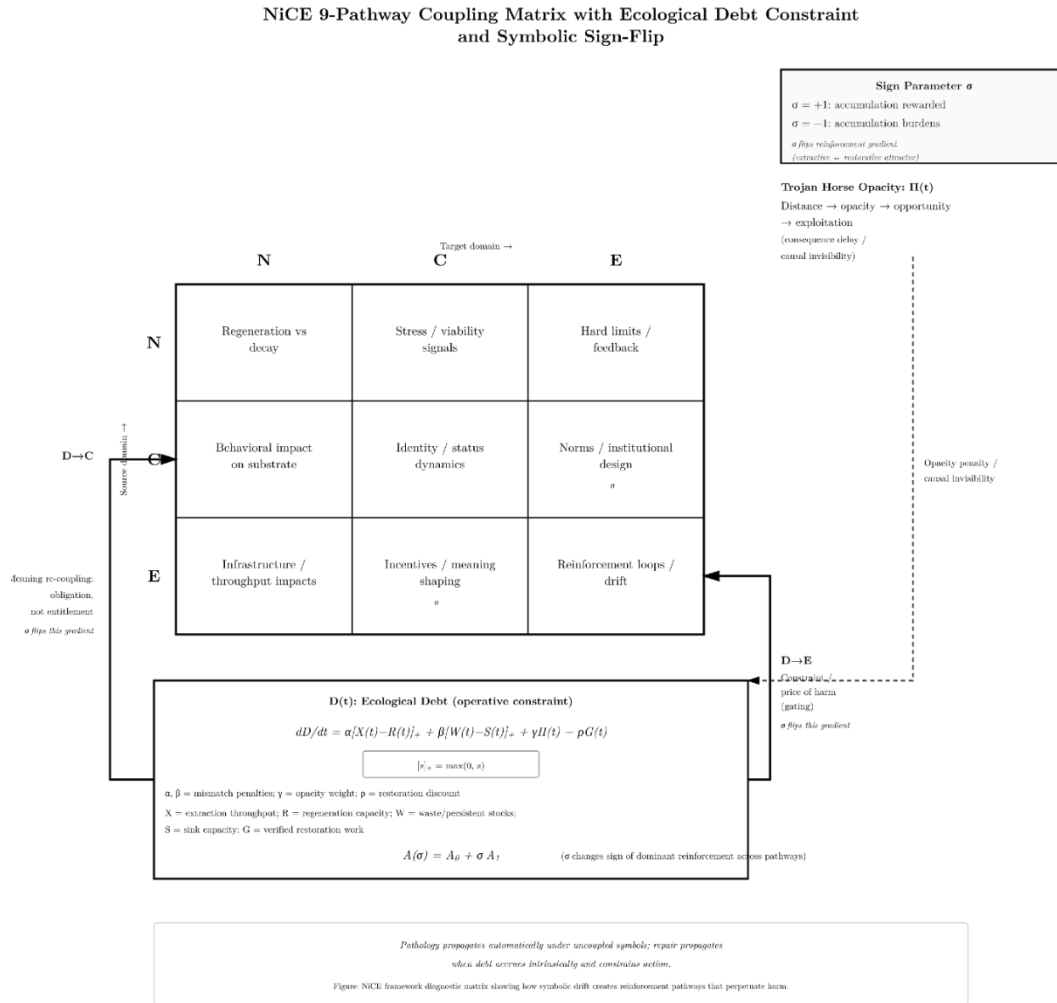 NiCE 9-Pathway Coupling Matrix with Ecological Debt Constraint
and Symbolic Sign-Flip
Sign Parameter σ
σ = +1: accumulation rewarded
σ = −1: accumulation burdens
σ flips reinforcement gradient
(extractive ↔ restorative attractor)
Trojan Horse Opacity: Π(t)
Distance → opacity → opportunity
→ exploitation
(consequence delay /
causal invisibility)
Target domain →
N
C
E
N
Regeneration vs
decay
Stress / viability
signals
Hard limits /
feedback
Source domain →
D→C
C
Behavioral impact
on substrate
Identity / status
dynamics
Norms / institutional
design
σ
Opacity penalty /
causal invisibility
E
Infrastructure /
throughput impacts
Incentives / meaning
shaping
σ
Reinforcement loops /
drift
re-coupling:
obligation,
not entitlement
σ flips this gradient
D→E
Constraint /
price of harm
(gating)
σ flips this gradient
D(t): Ecological Debt (operative constraint)
dD/dt = α[X(t)−R(t)]₊ + β[W(t)−S(t)]₊ + γΠ(t) − ρG(t)
[z]₊ = max(0, z)
α, β = mismatch penalties; γ = opacity weight; ρ = restoration discount
X = extraction throughput; R = regeneration capacity; W = waste/persistent stocks;
S = sink capacity; G = verified restoration work
A(σ) = A₀ + σ A₁
(σ changes sign of dominant reinforcement across pathways)
Pathology propagates automatically under uncoupled symbols; repair propagates
when debt accrues intrinsically and constrains action.
Figure: NiCE framework diagnostic matrix showing how symbolic drift creates reinforcement pathways that perpetuate harm.